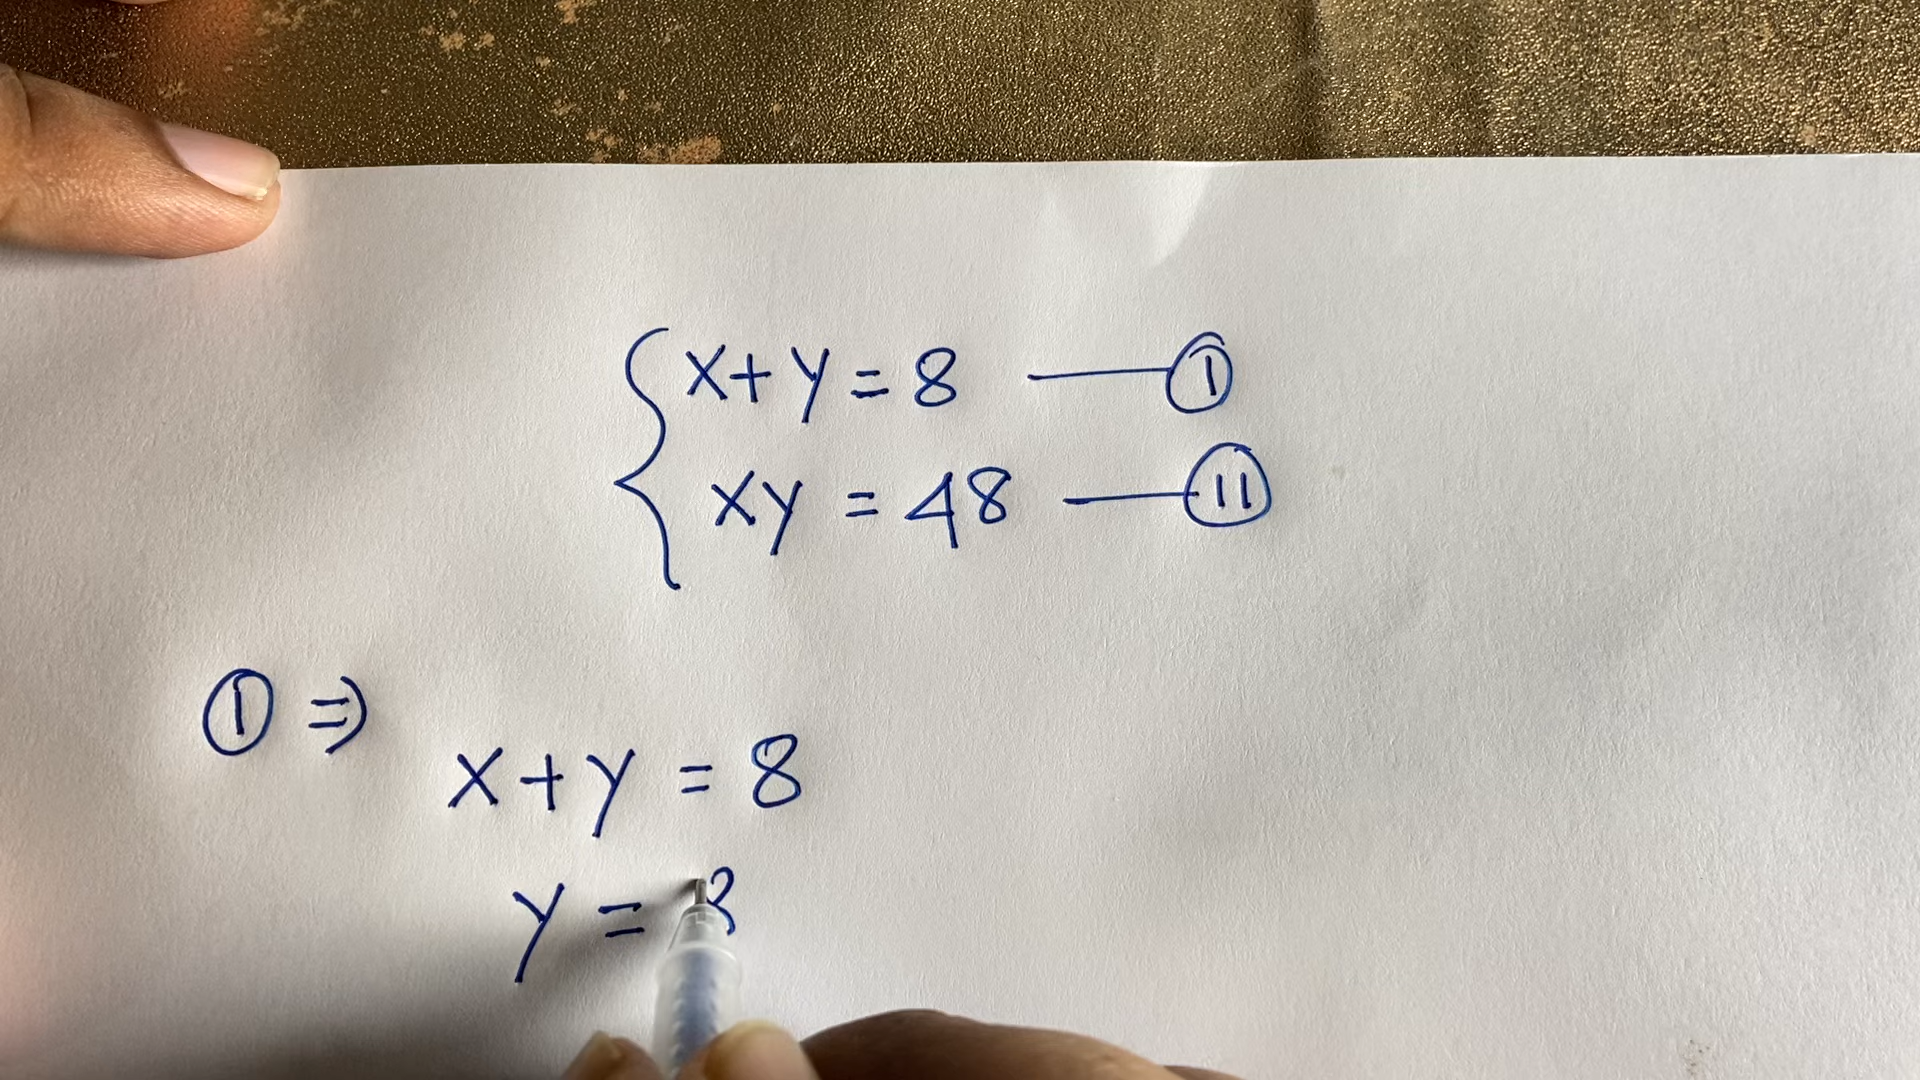 x+y=8 — ①
xy = 48 — ⑪
① ⇒
x+y = 8
y = 8